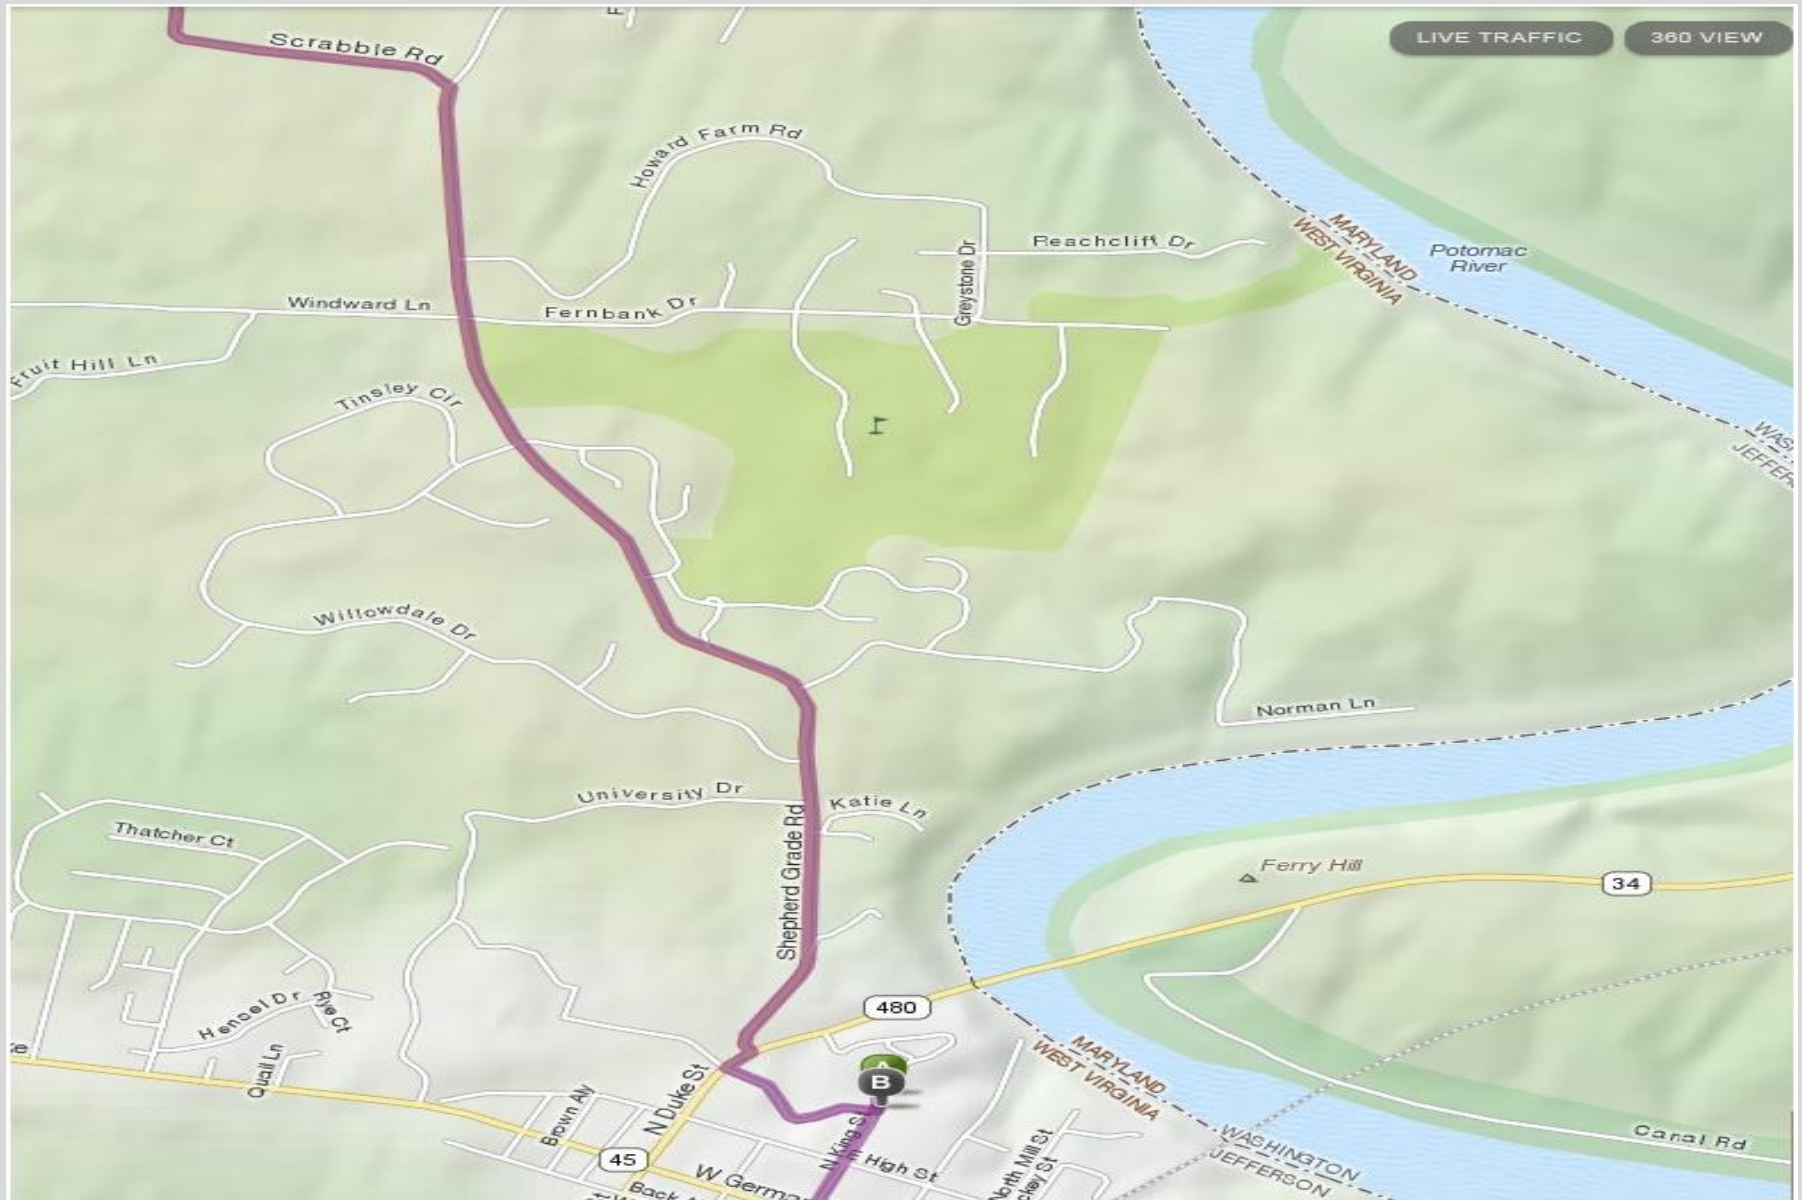 LIVE TRAFFIC
360 VIEW
Scrabble Rd
Howard Farm Rd
Reachclift Dr
Greystone Dr
MARYLAND
WEST VIRGINIA
Potomac
River
Windward Ln
Fernbank Dr
Fruit Hill Ln
Tinsley Cir
Willowdale Dr
Norman Ln
University Dr
Katie Ln
Shepherd Grade Rd
Thatcher Ct
Ferry Hill
34
480
Hensel Dr
Rye Ct
Quail Ln
A
B
MARYLAND
WEST VIRGINIA
N Duke St
Brown Aly
45
N King St
E High St
North Mill St
W German
WASHINGTON
JEFFERSON
Canal Rd